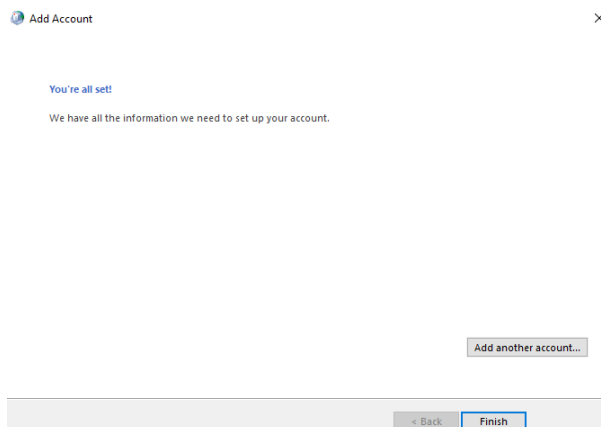 Add Account
You're all set!
We have all the information we need to set up your account.
Add another account...
< Back
Finish